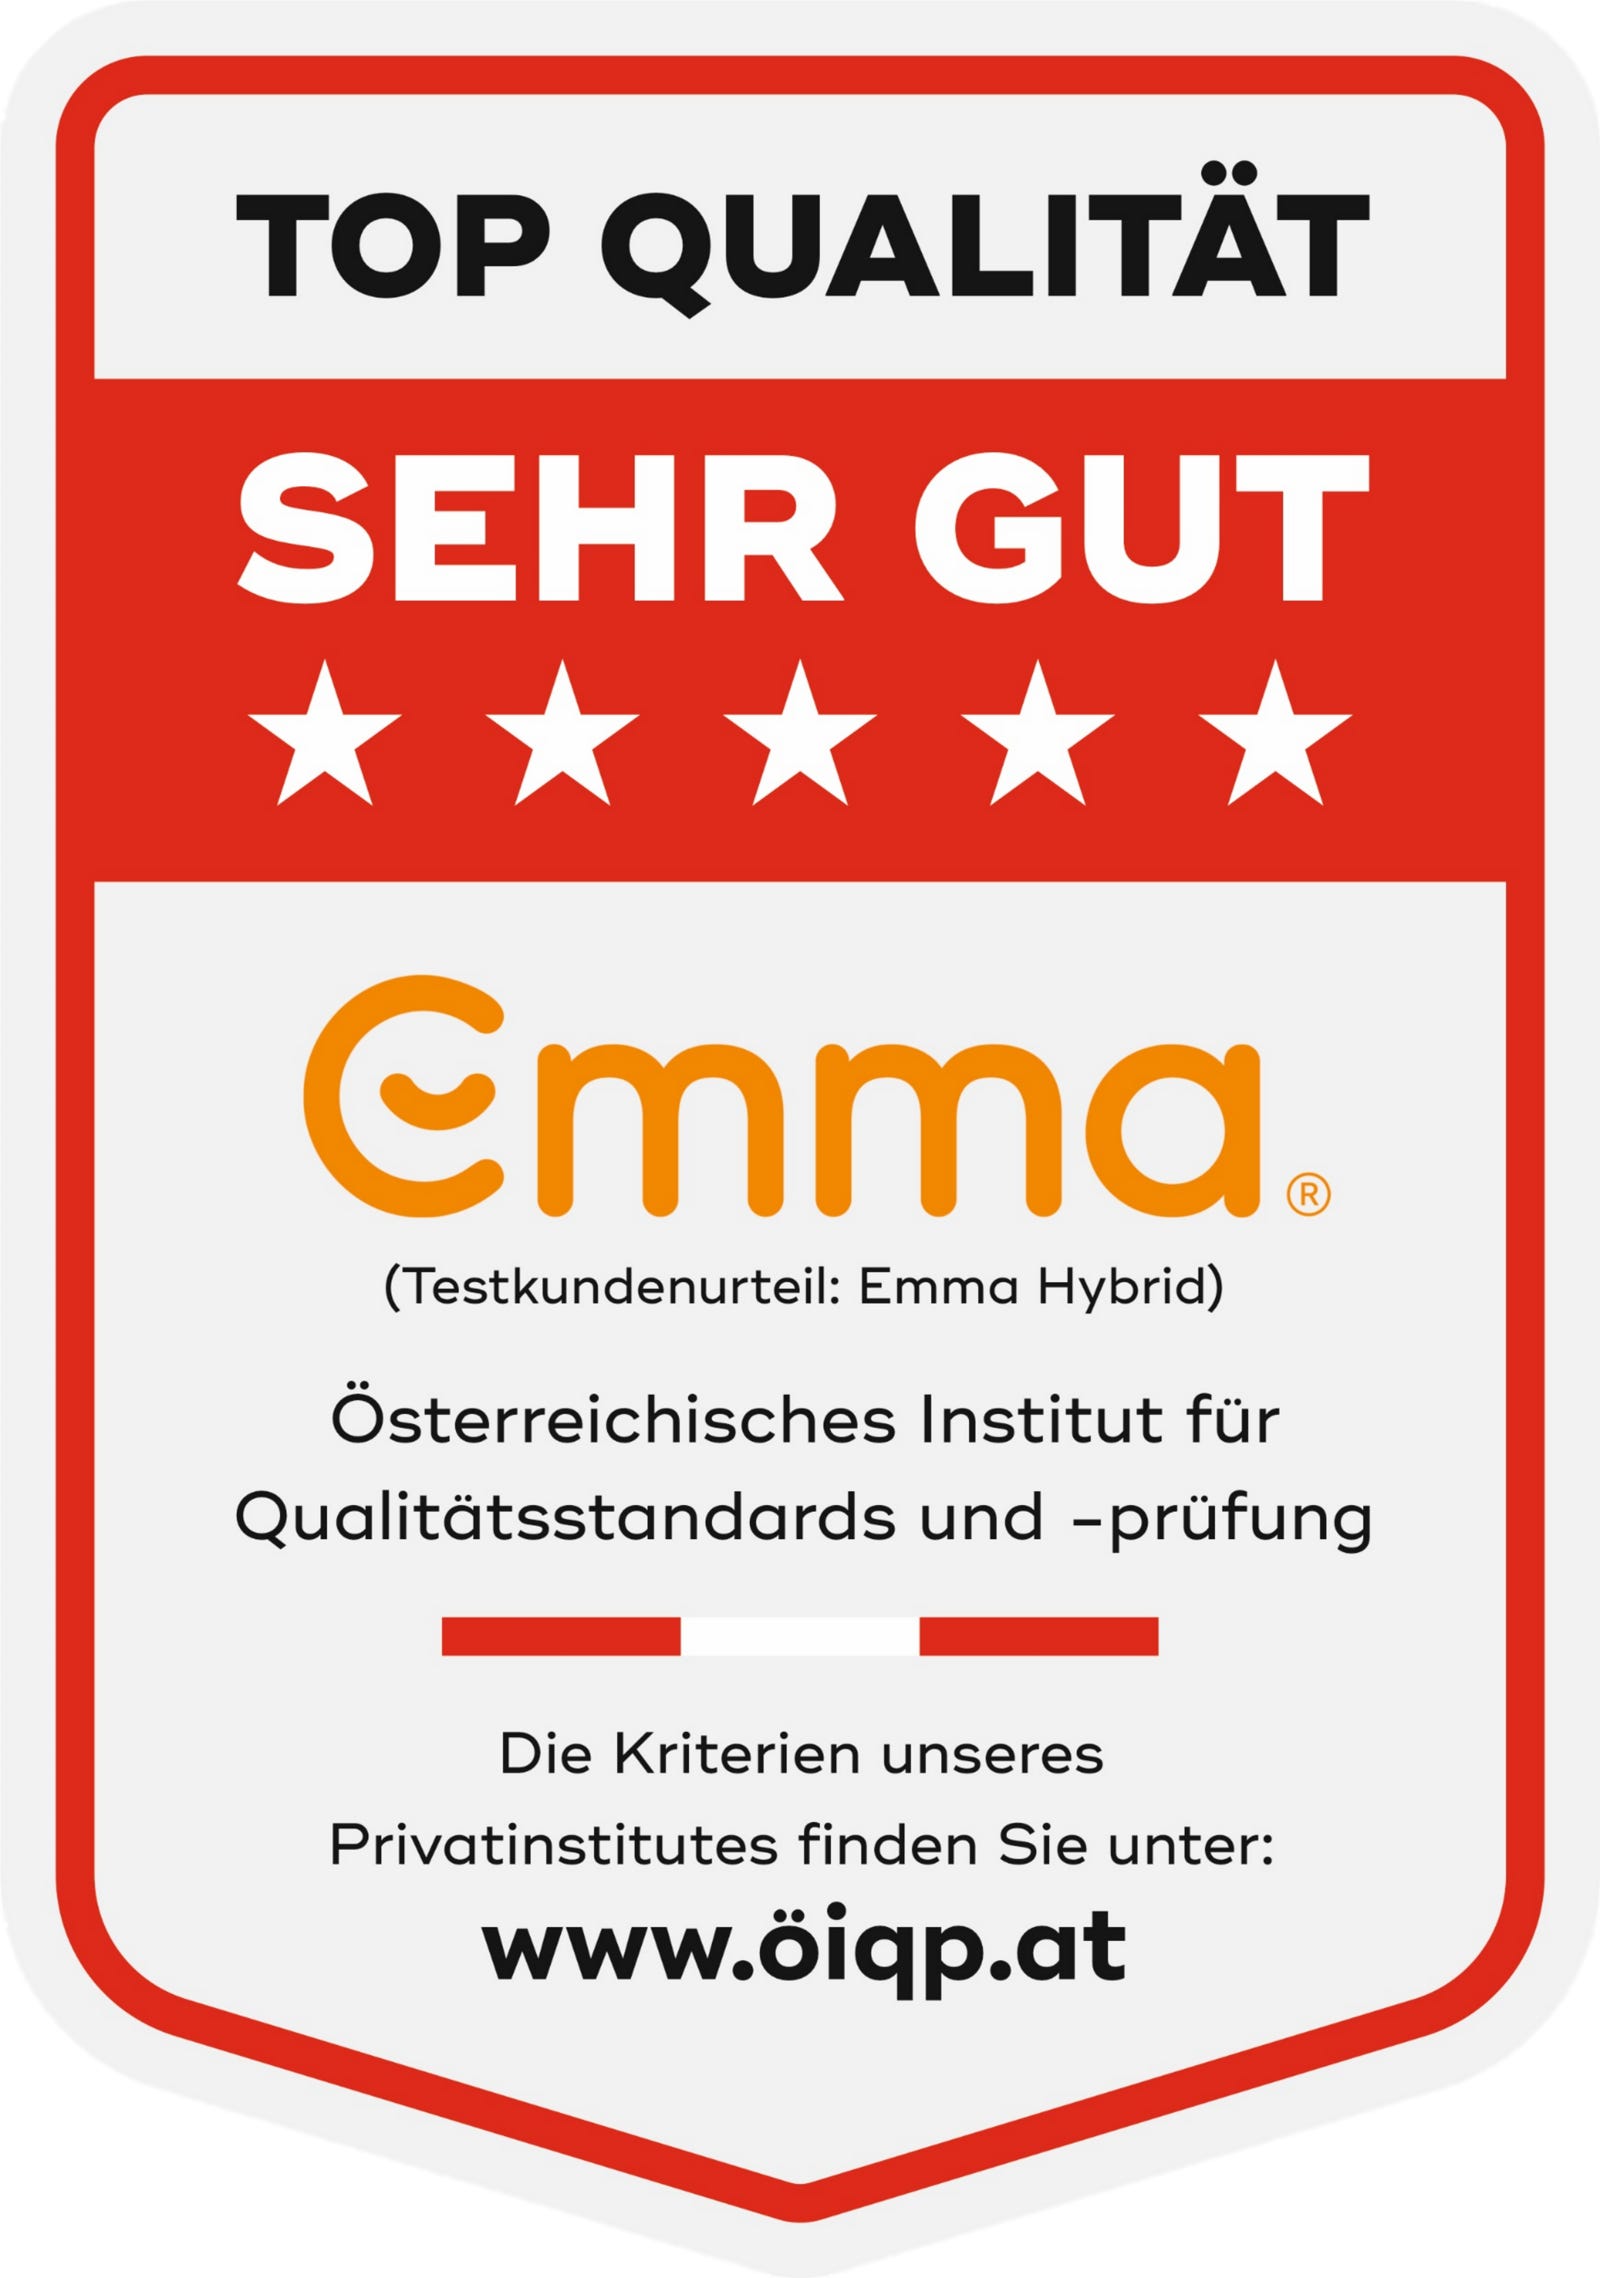 TOP QUALITÄT
SEHR GUT
Emma®
(Testkundenurteil: Emma Hybrid)
Österreichisches Institut für
Qualitätsstandards und -prüfung
Die Kriterien unseres
Privatinstitutes finden Sie unter:
www.öiqp.at